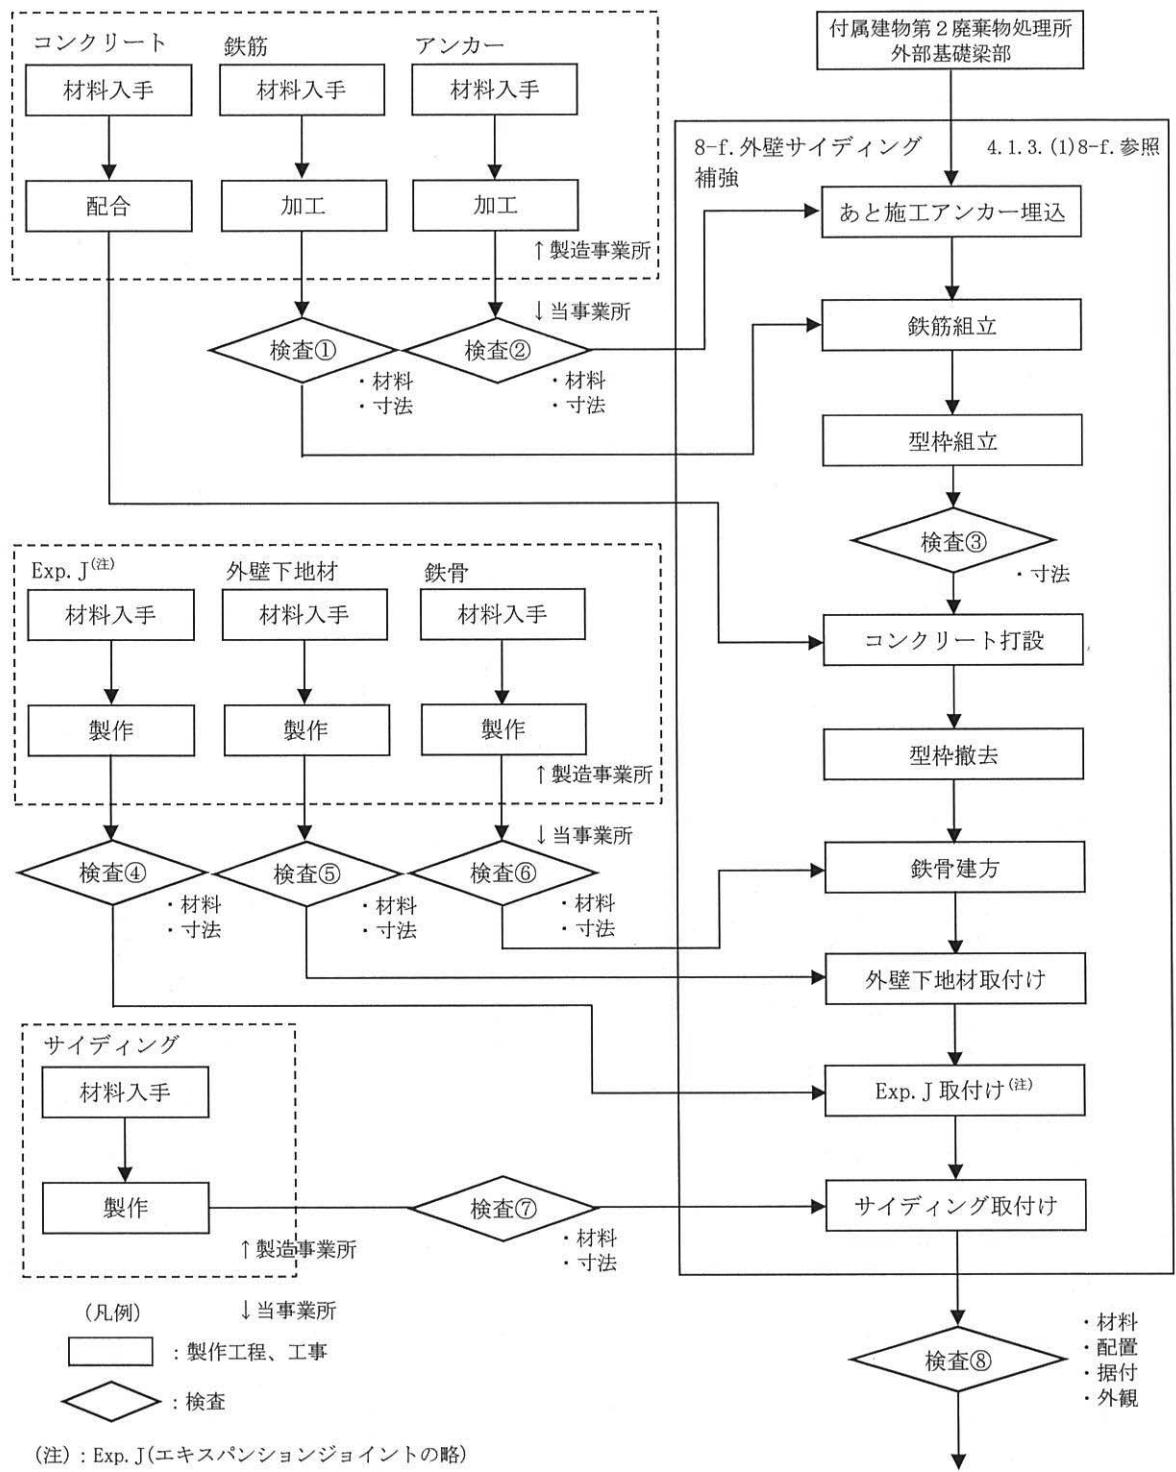 コンクリート
鉄筋
アンカー
材料入手
材料入手
材料入手
配合
加工
加工
↑製造事業所
↓当事業所
検査①
・材料
・寸法
検査②
・材料
・寸法
付属建物第2廃棄物処理所
外部基礎梁部
8-f.外壁サイディング
補強
4.1.3.(1)8-f.参照
あと施工アンカー埋込
鉄筋組立
型枠組立
検査③
・寸法
コンクリート打設
型枠撤去
鉄骨建方
外壁下地材取付け
Exp.J取付け(注)
サイディング取付け
Exp.J(注)
外壁下地材
鉄骨
材料入手
材料入手
材料入手
製作
製作
製作
↑製造事業所
↓当事業所
検査④
・材料
・寸法
検査⑤
・材料
・寸法
検査⑥
・材料
・寸法
サイディング
材料入手
製作
↑製造事業所
↓当事業所
検査⑦
・材料
・寸法
検査⑧
・材料
・配置
・据付
・外観
(凡例)
：製作工程、工事
：検査
(注)：Exp.J(エキスパンションジョイントの略)